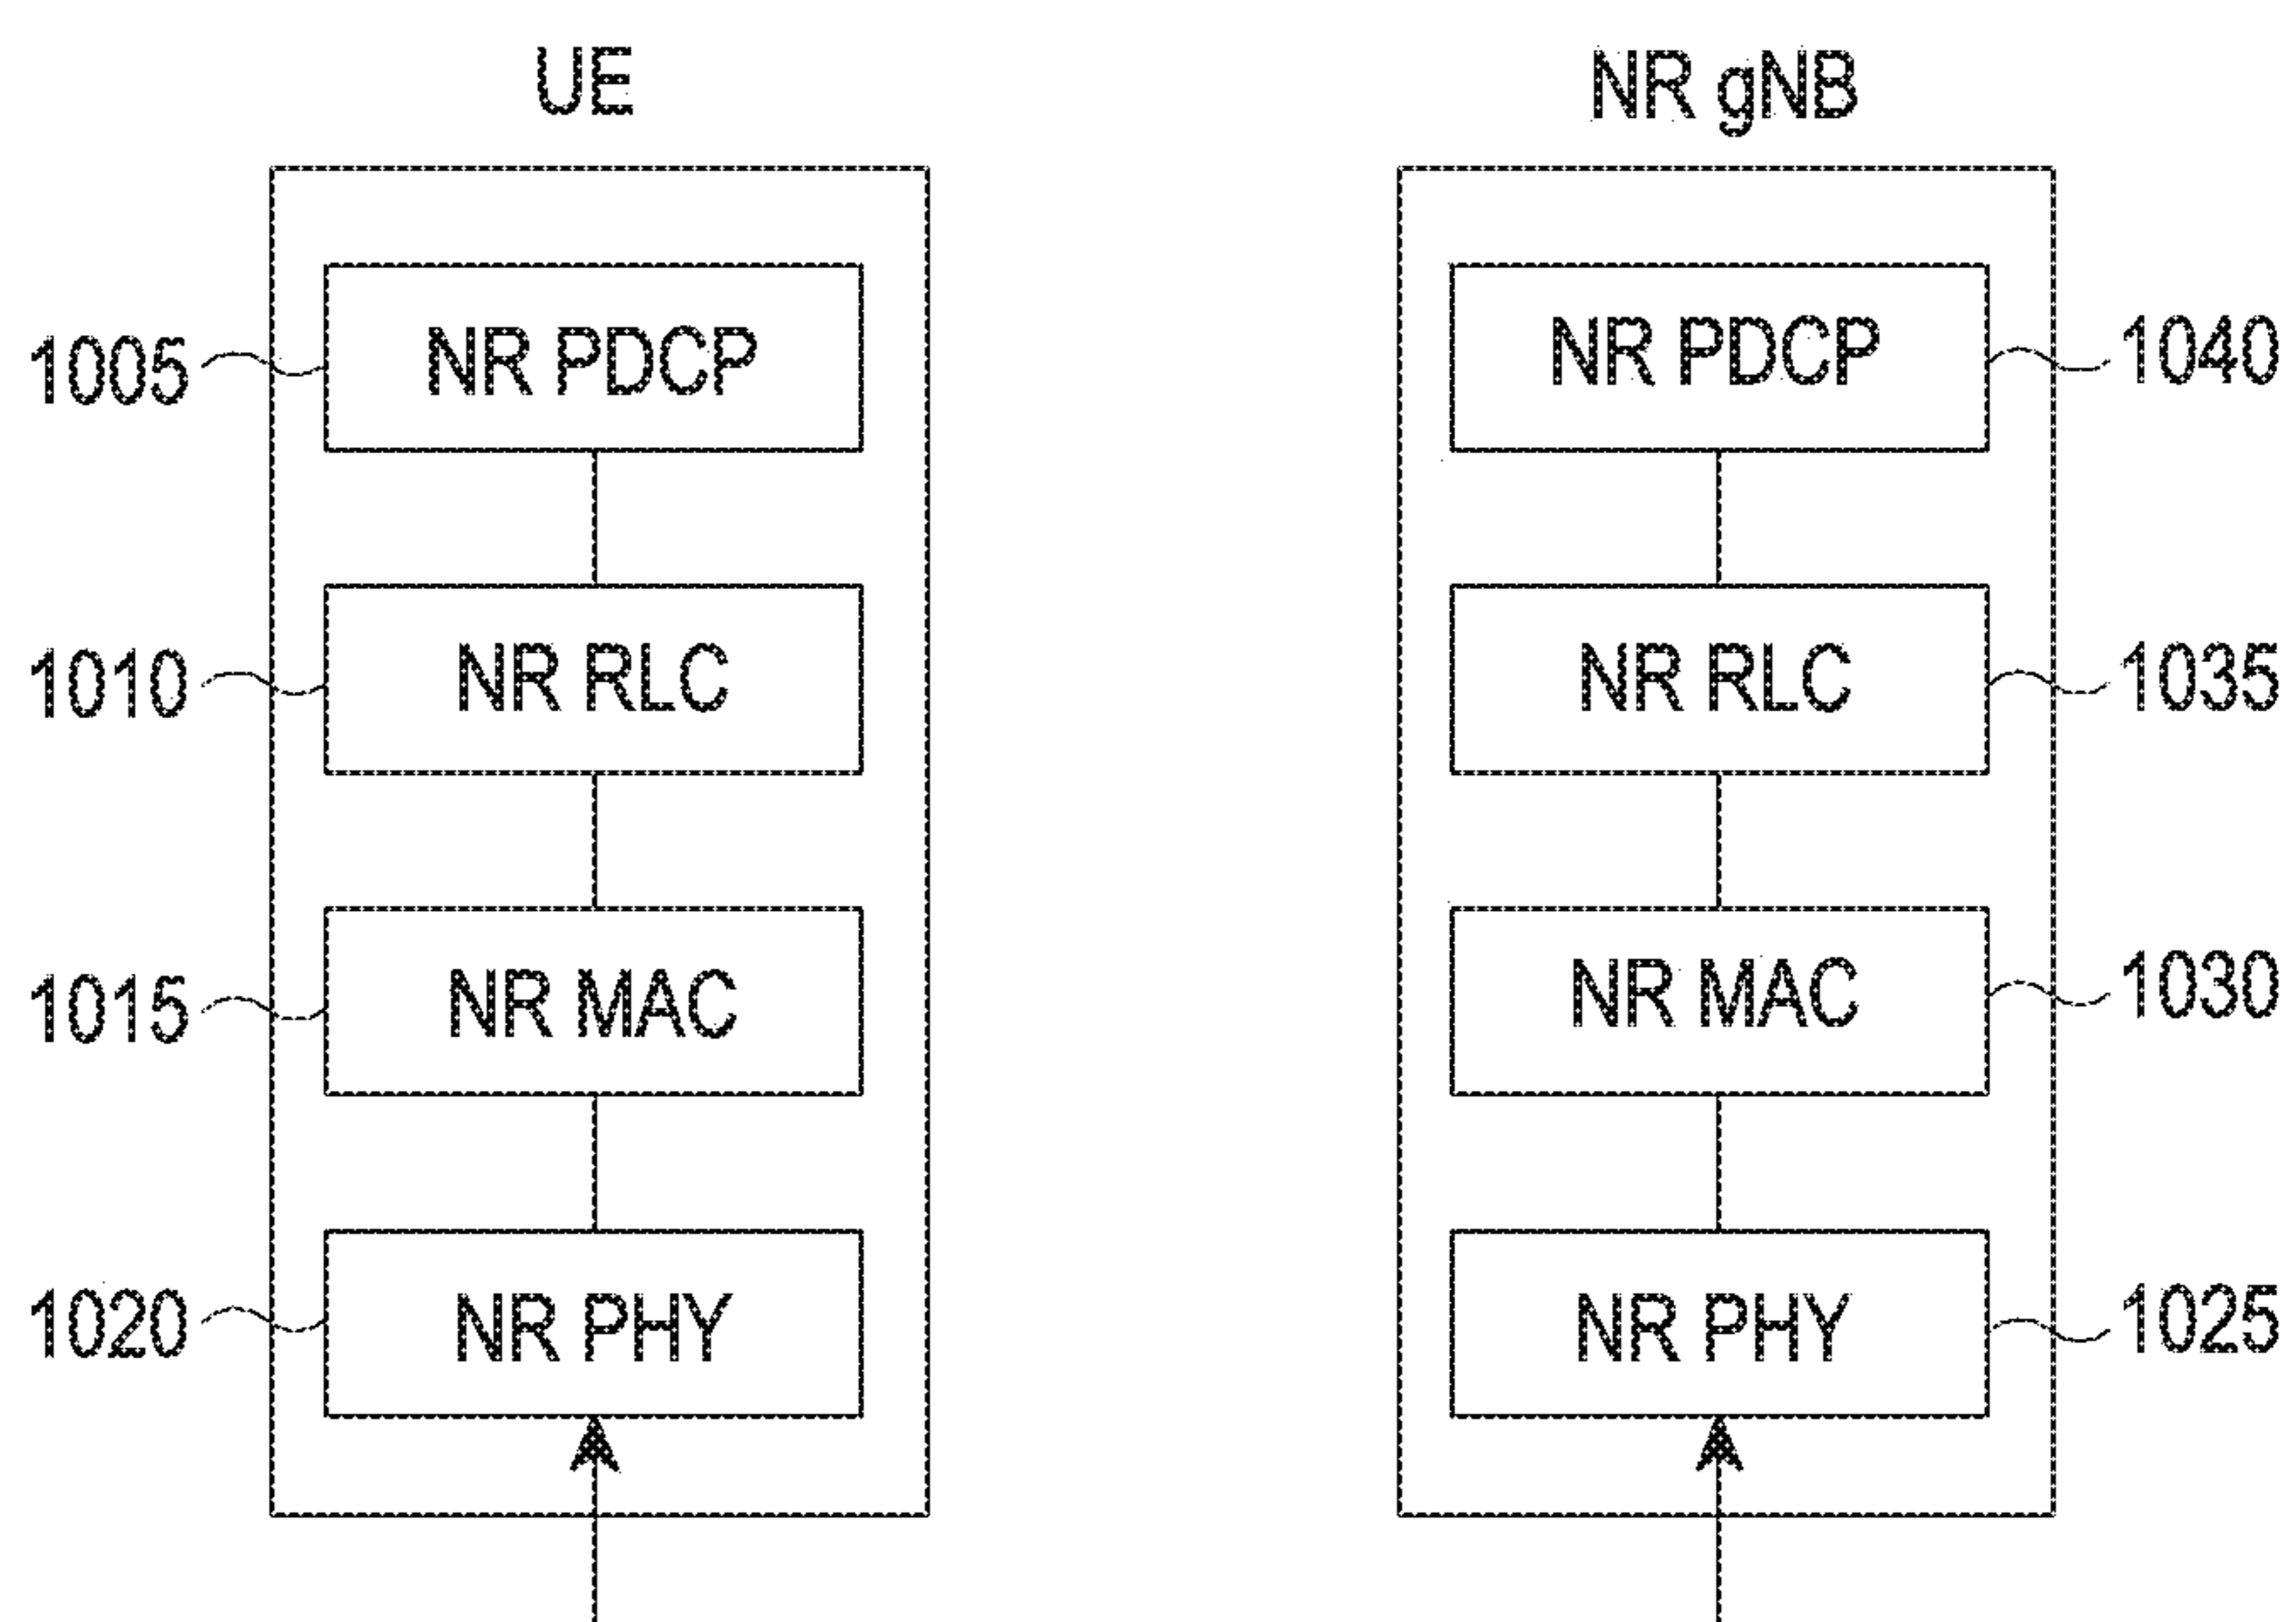 UE
NR gNB
1005
NR PDCP
NR PDCP
1040
1010
NR RLC
NR RLC
1035
1015
NR MAC
NR MAC
1030
1020
NR PHY
NR PHY
1025